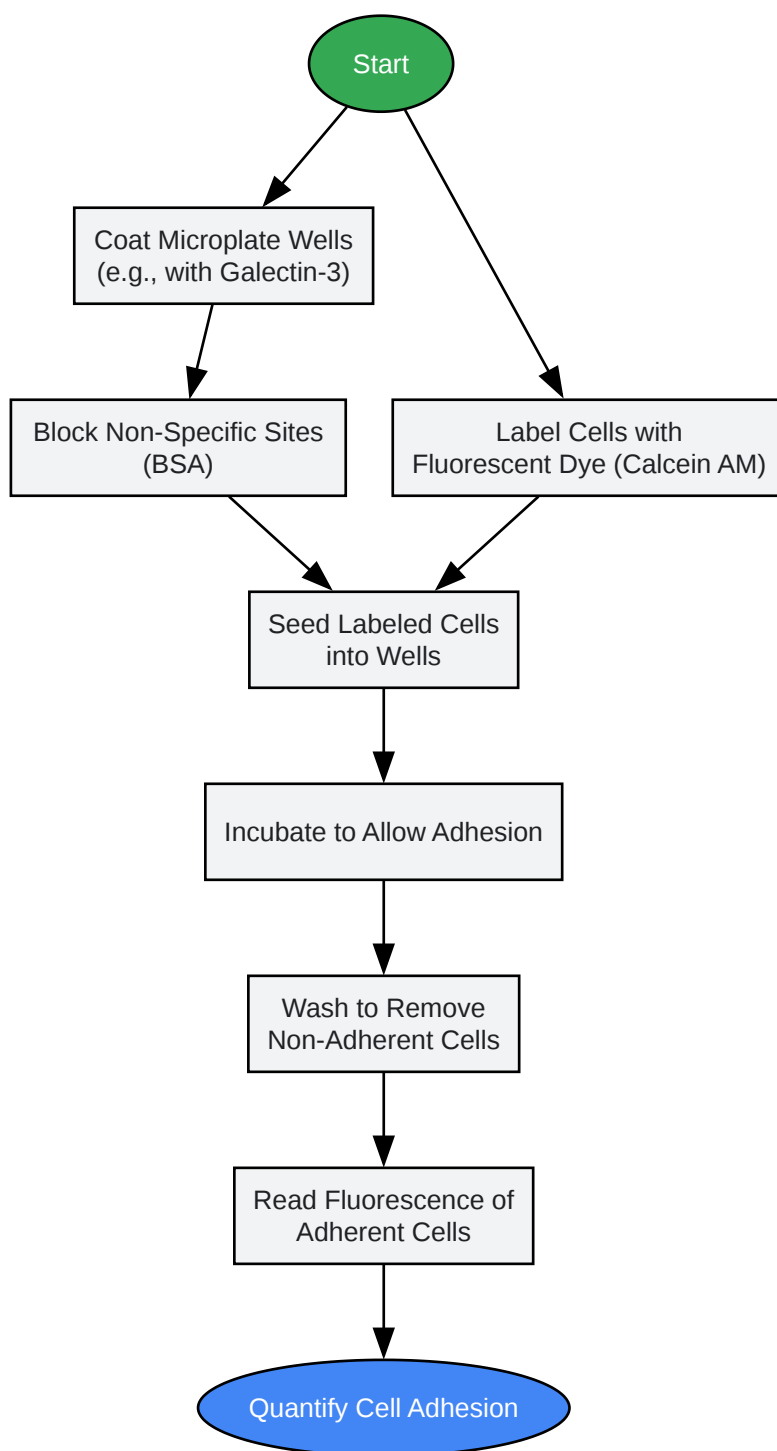 Start
Coat Microplate Wells
(e.g., with Galectin-3)
Block Non-Specific Sites
(BSA)
Label Cells with
Fluorescent Dye (Calcein AM)
Seed Labeled Cells
into Wells
Incubate to Allow Adhesion
Wash to Remove
Non-Adherent Cells
Read Fluorescence of
Adherent Cells
Quantify Cell Adhesion